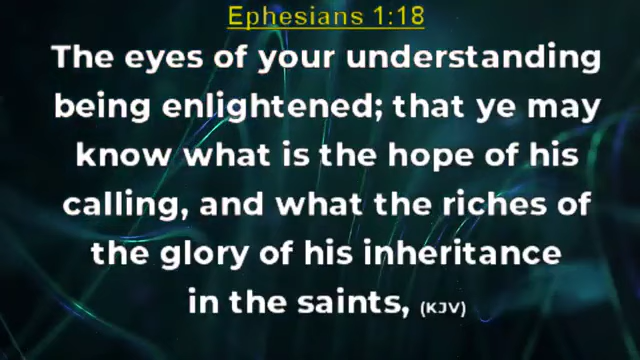 Ephesians 1:18
The eyes of your understanding
being enlightened; that ye may
know what is the hope of his
calling, and what the riches of
the glory of his inheritance
in the saints, (KJV)